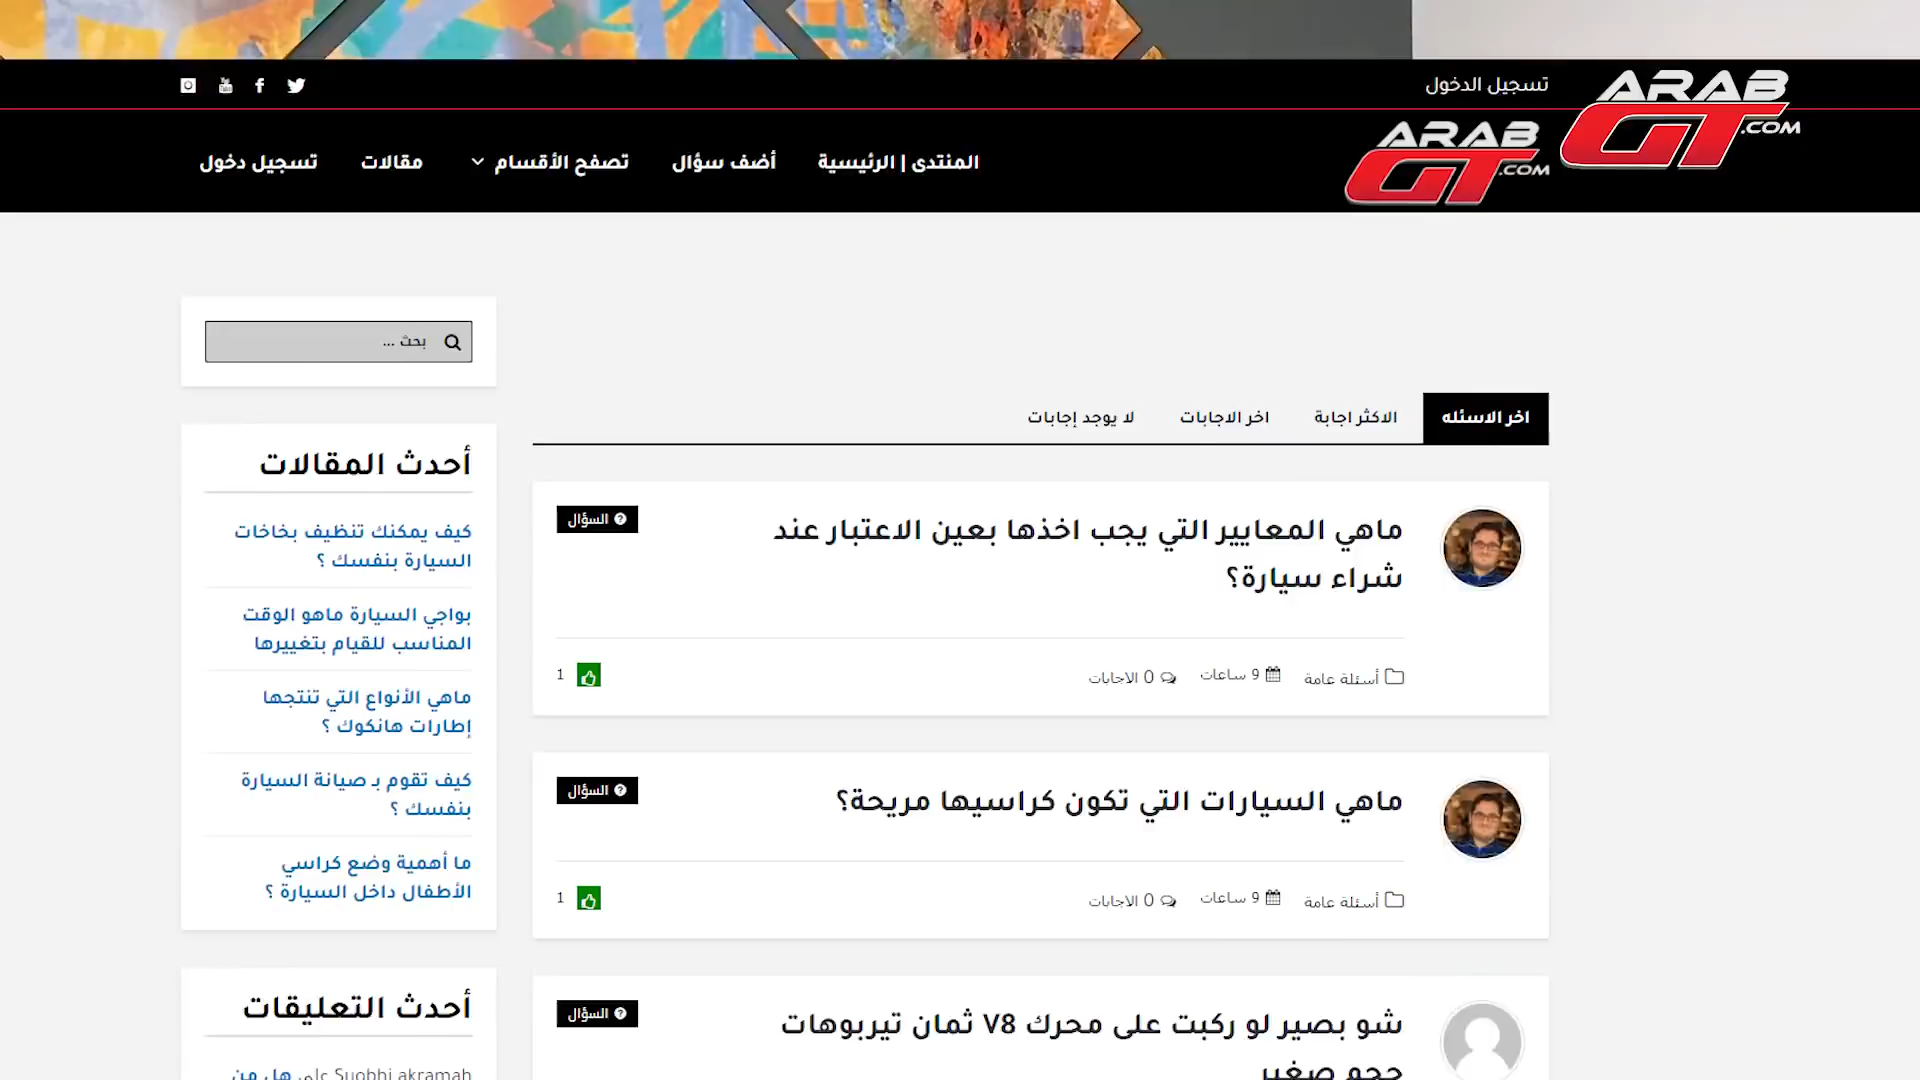 تسجيل الدخول
ARAB
GT.COM
ARAB
GT.COM
المنتدى | الرئيسية
أضف سؤال
تصفح الأقسام
مقالات
تسجيل دخول
بحث ...
اخر الاسئله
الاكثر اجابة
اخر الاجابات
لا يوجد إجابات
ماهي المعايير التي يجب اخذها بعين الاعتبار عند
شراء سيارة؟
السؤال
أسئلة عامة
9 ساعات
0 الاجابات
1
ماهي السيارات التي تكون كراسيها مريحة؟
السؤال
أسئلة عامة
9 ساعات
0 الاجابات
1
شو بصير لو ركبت على محرك V8 ثمان تيربوهات
حجم صغير
السؤال
أحدث المقالات
كيف يمكنك تنظيف بخاخات
السيارة بنفسك ؟
بواجي السيارة ماهو الوقت
المناسب للقيام بتغييرها
ماهي الأنواع التي تنتجها
إطارات هانكوك ؟
كيف تقوم بـ صيانة السيارة
بنفسك ؟
ما أهمية وضع كراسي
الأطفال داخل السيارة ؟
أحدث التعليقات
Suobhi akramah على هل من